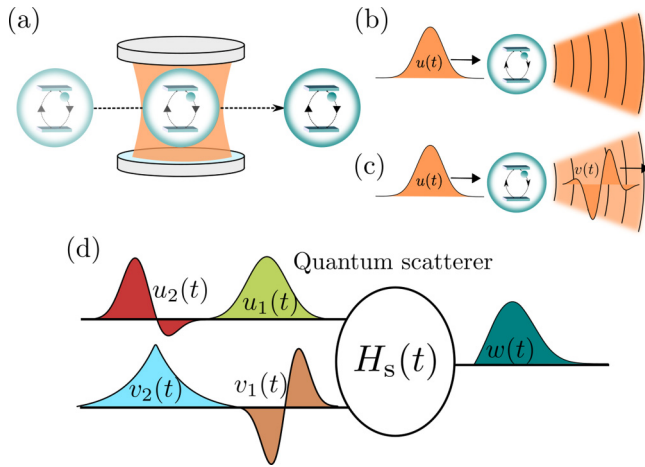 (a)
(b)
u(t)
(c)
u(t)
v(t)
(d)
Quantum scatterer
u₂(t)
u₁(t)
Hₛ(t)
w(t)
v₂(t)
v₁(t)